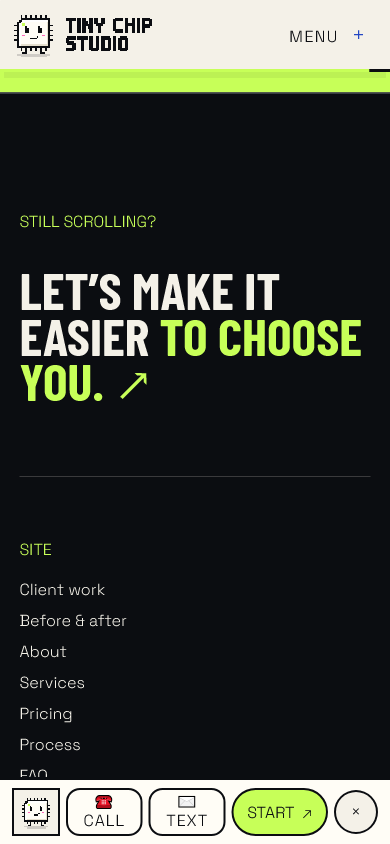 TINY CHIP
STUDIO
MENU +
STILL SCROLLING?
LET’S MAKE IT
EASIER TO CHOOSE
YOU. ↗
SITE
Client work
Before & after
About
Services
Pricing
Process
FAQ
CALL
TEXT
START ↗
×